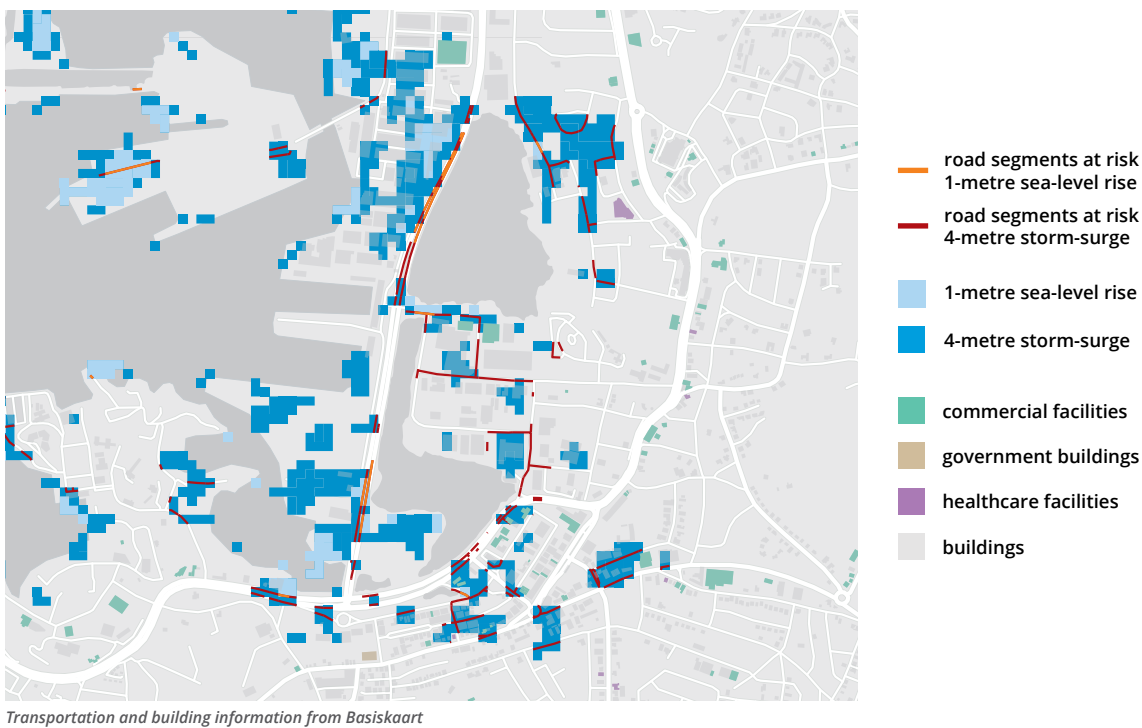 road segments at risk
1-metre sea-level rise
road segments at risk
4-metre storm-surge
1-metre sea-level rise
4-metre storm-surge
commercial facilities
government buildings
healthcare facilities
buildings
Transportation and building information from Basiskaart